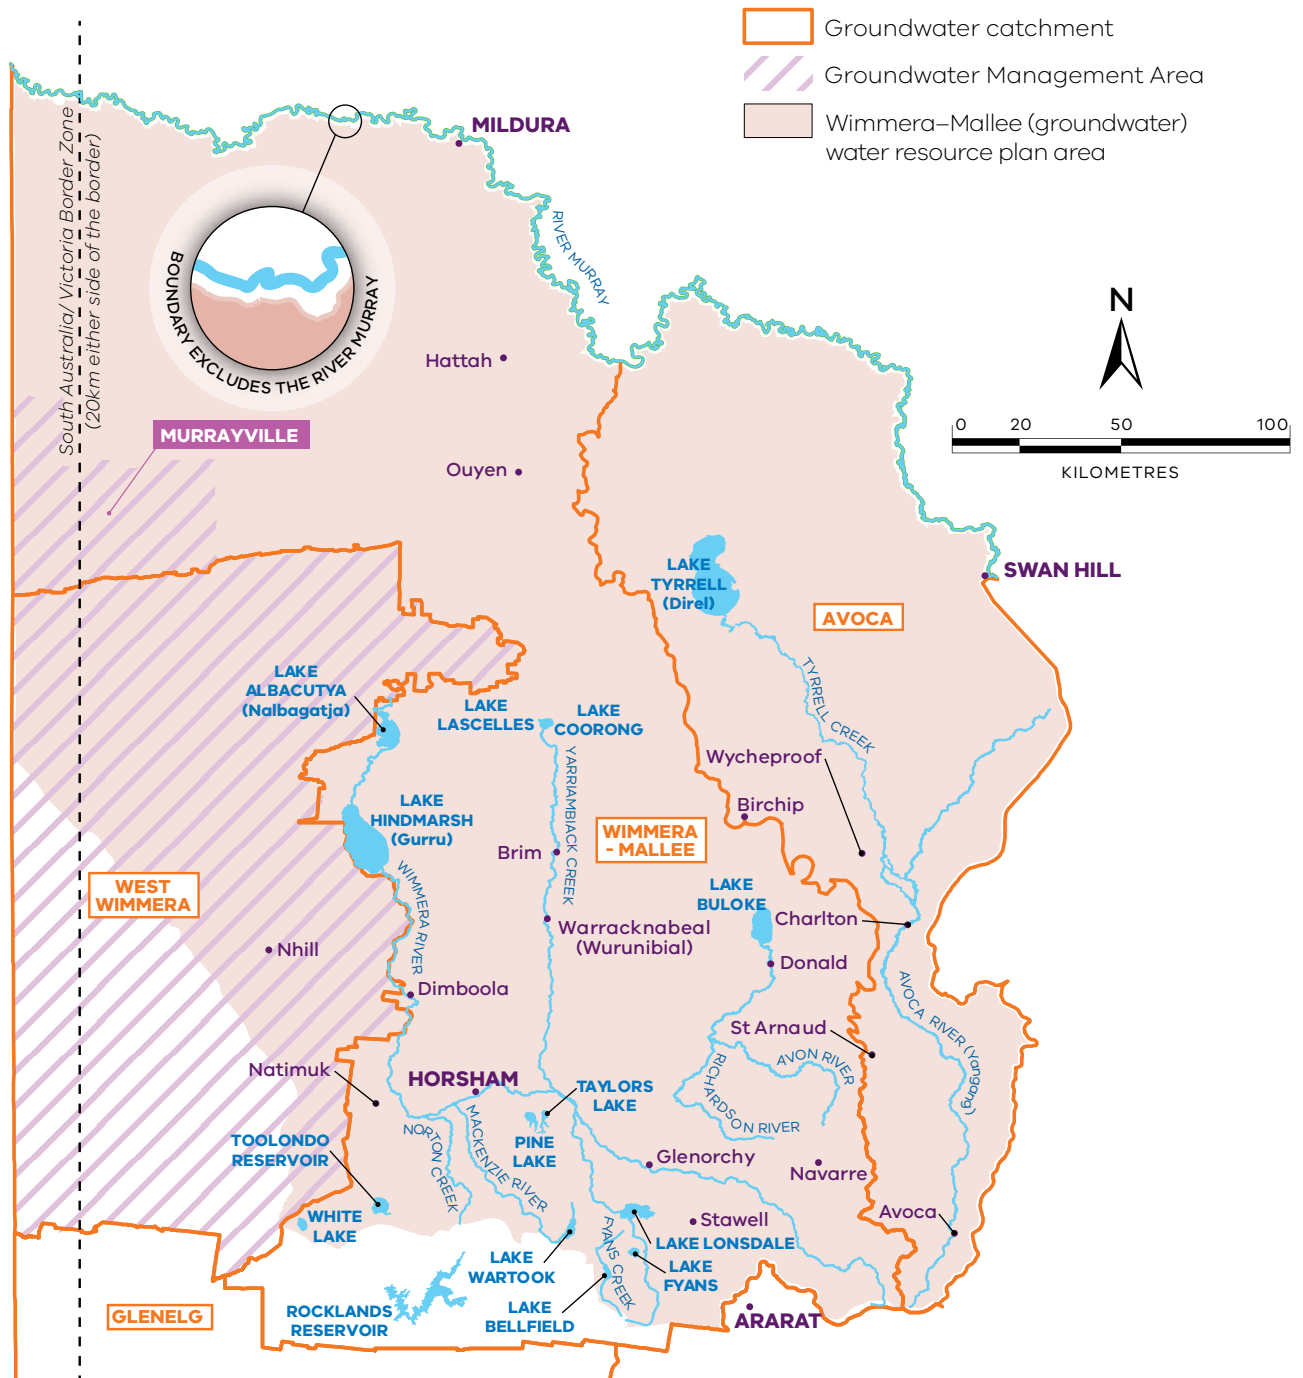 Groundwater catchment
Groundwater Management Area
Wimmera–Mallee (groundwater)
water resource plan area
South Australia/ Victoria Border Zone
(20km either side of the border)
MILDURA
RIVER MURRAY
BOUNDARY EXCLUDES THE RIVER MURRAY
N
0 20 50 100
KILOMETRES
Hattah
MURRAYVILLE
Ouyen
SWAN HILL
LAKE
TYRRELL
(Direl)
AVOCA
TYRRELL CREEK
LAKE
ALBACUTYA
(Nalbagatja)
LAKE
LASCELLES
LAKE
COORONG
YARRIAMBIACK CREEK
Wycheproof
Birchip
LAKE
HINDMARSH
(Gurru)
WIMMERA
- MALLEE
Brim
WIMMERA RIVER
WEST
WIMMERA
LAKE
BULOKE
Charlton
Warracknabeal
(Wurunibial)
Nhill
Donald
Dimboola
AVOCA RIVER (Yangang)
St Arnaud
AVON RIVER
RICHARDSON RIVER
Natimuk
HORSHAM
TAYLORS
LAKE
NORTON CREEK
MACKENZIE RIVER
PINE
LAKE
TOOLONDO
RESERVOIR
Glenorchy
Navarre
WHITE
LAKE
Stawell
Avoca
FYANS CREEK
LAKE LONSDALE
LAKE
WARTOOK
LAKE
FYANS
GLENELG
ROCKLANDS
RESERVOIR
LAKE
BELLFIELD
ARARAT